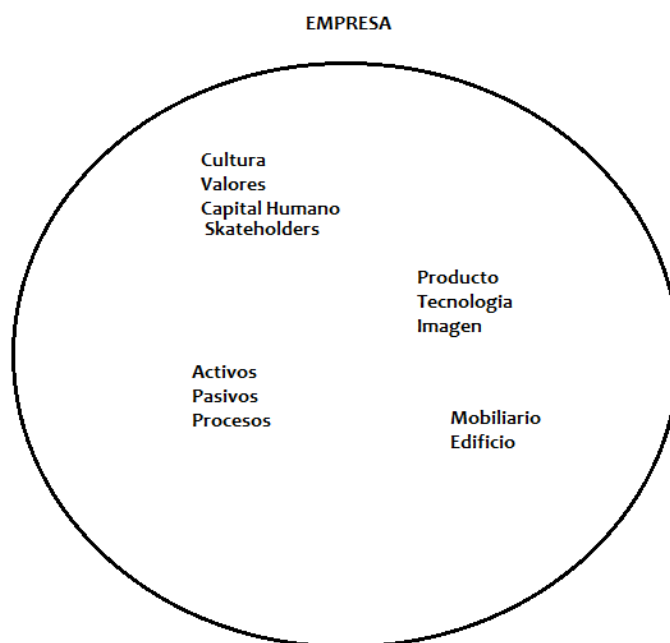 EMPRESA
Cultura
Valores
Capital Humano
Skateholders
Producto
Tecnologia
Imagen
Activos
Pasivos
Procesos
Mobiliario
Edificio